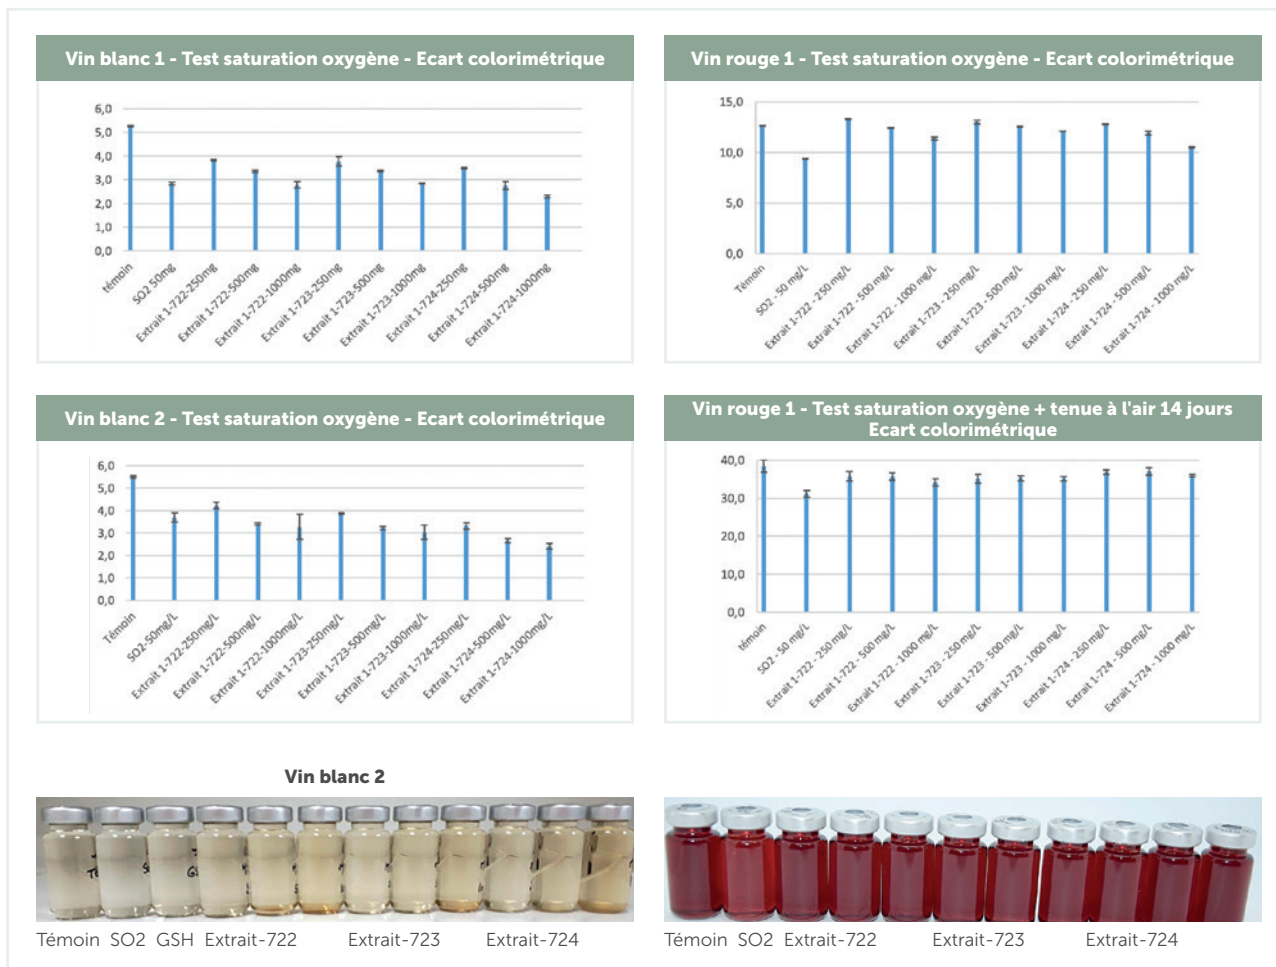 Vin blanc 1 - Test saturation oxygène - Ecart colorimétrique
6,0
5,0
4,0
3,0
2,0
1,0
0,0
témoin
SO2 50mg
Extrait 1-722-250mg
Extrait 1-722-500mg
Extrait 1-722-1000mg
Extrait 1-723-250mg
Extrait 1-723-500mg
Extrait 1-723-1000mg
Extrait 1-724-250mg
Extrait 1-724-500mg
Extrait 1-724-1000mg
Vin rouge 1 - Test saturation oxygène - Ecart colorimétrique
15,0
10,0
5,0
0,0
Témoin
SO2 - 50 mg/L
Extrait 1-722 - 250 mg/L
Extrait 1-722 - 500 mg/L
Extrait 1-722 - 1000 mg/L
Extrait 1-723 - 250 mg/L
Extrait 1-723 - 500 mg/L
Extrait 1-723 - 1000 mg/L
Extrait 1-724 - 250 mg/L
Extrait 1-724 - 500 mg/L
Extrait 1-724 - 1000 mg/L
Vin blanc 2 - Test saturation oxygène - Ecart colorimétrique
6,0
5,0
4,0
3,0
2,0
1,0
0,0
Témoin
SO2-50mg/L
Extrait 1-722-250mg/L
Extrait 1-722-500mg/L
Extrait 1-722-1000mg/L
Extrait 1-723-250mg/L
Extrait 1-723-500mg/L
Extrait 1-723-1000mg/L
Extrait 1-724-250mg/L
Extrait 1-724-500mg/L
Extrait 1-724-1000mg/L
Vin rouge 1 - Test saturation oxygène + tenue à l'air 14 jours
Ecart colorimétrique
40,0
30,0
20,0
10,0
0,0
témoin
SO2 - 50 mg/L
Extrait 1-722 - 250 mg/L
Extrait 1-722 - 500 mg/L
Extrait 1-722 - 1000 mg/L
Extrait 1-723 - 250 mg/L
Extrait 1-723 - 500 mg/L
Extrait 1-723 - 1000 mg/L
Extrait 1-724 - 250 mg/L
Extrait 1-724 - 500 mg/L
Extrait 1-724 - 1000 mg/L
Vin blanc 2
Témoin SO2 GSH Extrait-722 Extrait-723 Extrait-724
Témoin SO2 Extrait-722 Extrait-723 Extrait-724